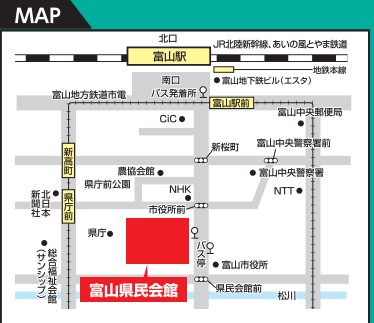 MAP
北口
JR北陸新幹線、あいの風とやま鉄道
富山駅
地鉄本線
南口
富山地下鉄ビル(エスタ)
バス発着所
富山地方鉄道市電
富山駅前
富山中央郵便局
CiC
新桜町
富山中央警察署前
新富町
農協会館
富山中央警察署
県庁前公園
NHK
NTT
県庁前
北日本
新聞社
市役所前
県庁
バス停
総合福祉会館
(サンシップ)
富山市役所
富山県民会館
県民会館前
松川